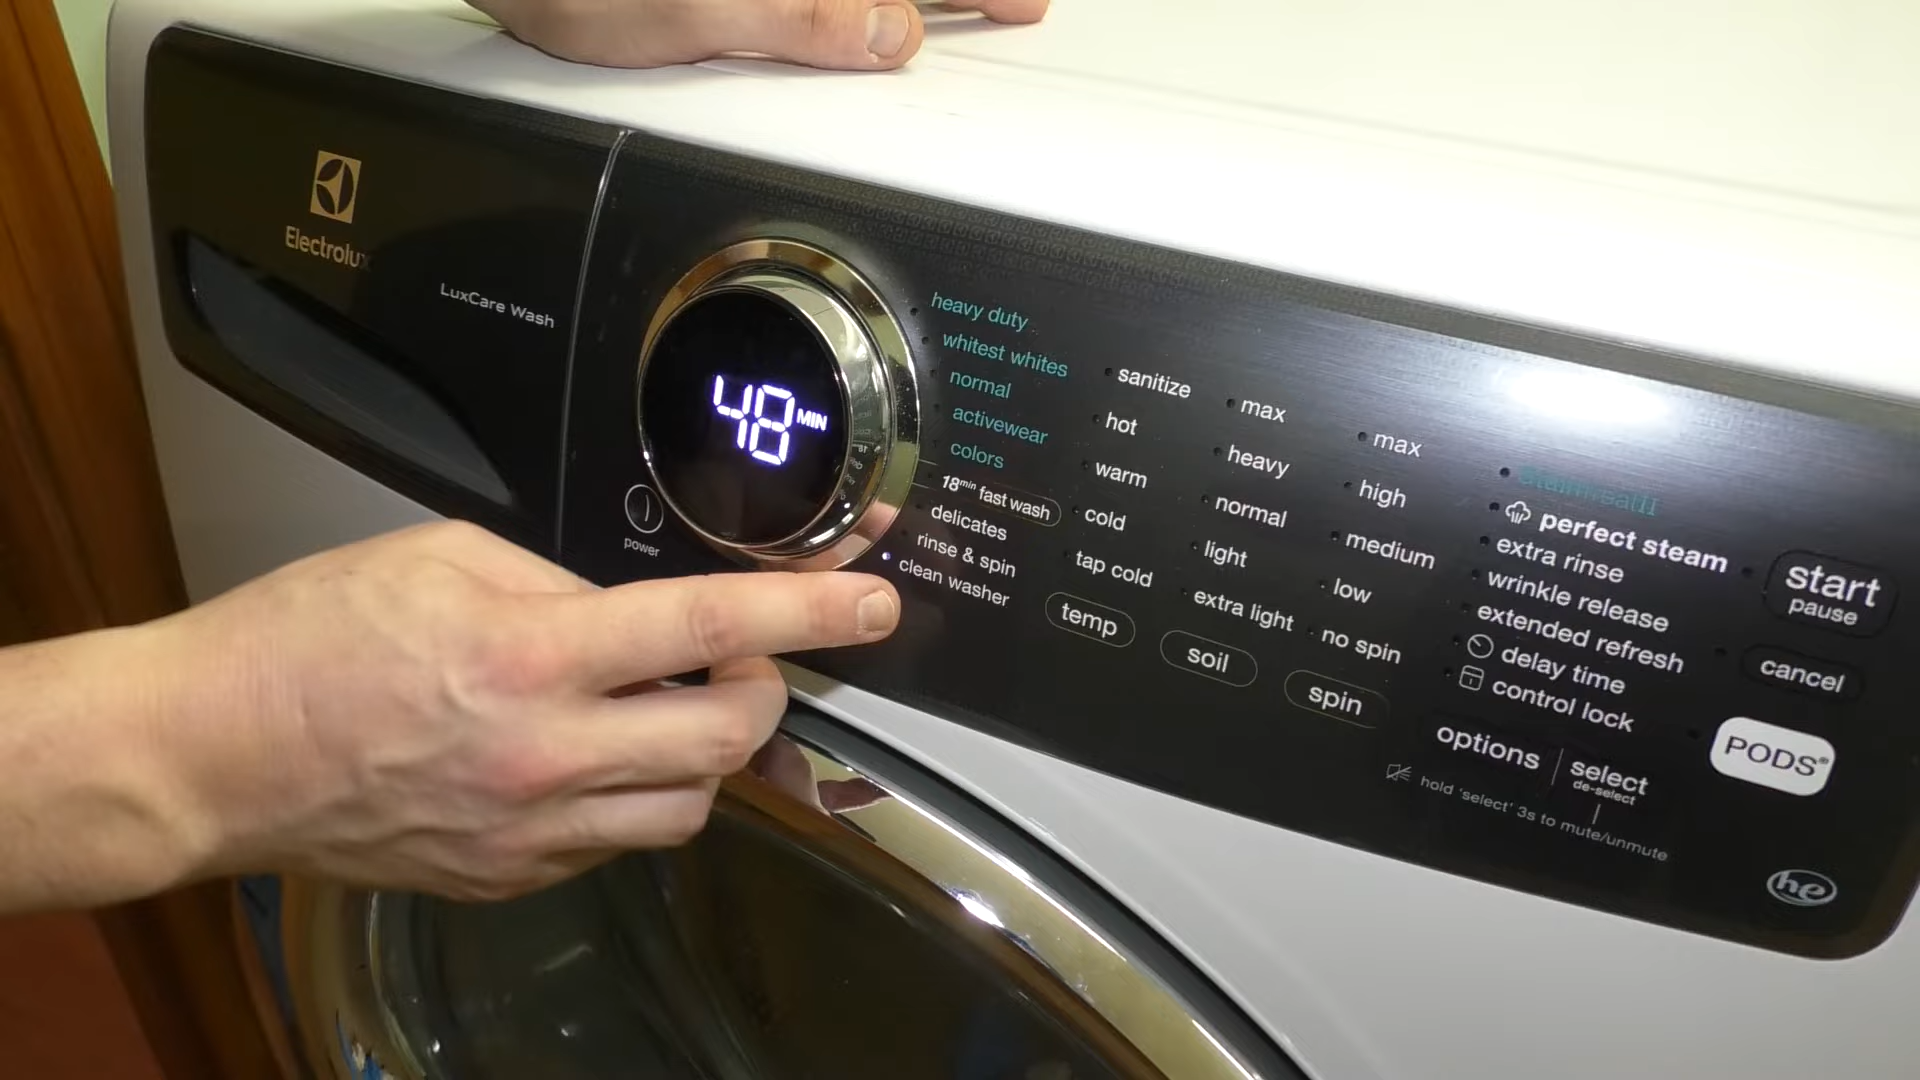 Electrolux
LuxCare Wash
48 MIN
power
heavy duty
whitest whites
normal
activewear
colors
18min fast wash
delicates
rinse & spin
clean washer
sanitize
hot
warm
cold
tap cold
temp
max
heavy
normal
light
extra light
soil
max
high
medium
low
no spin
spin
perfect steam
extra rinse
wrinkle release
extended refresh
delay time
control lock
options
select
de-select
hold 'select' 3s to mute/unmute
start
pause
cancel
PODS®
he